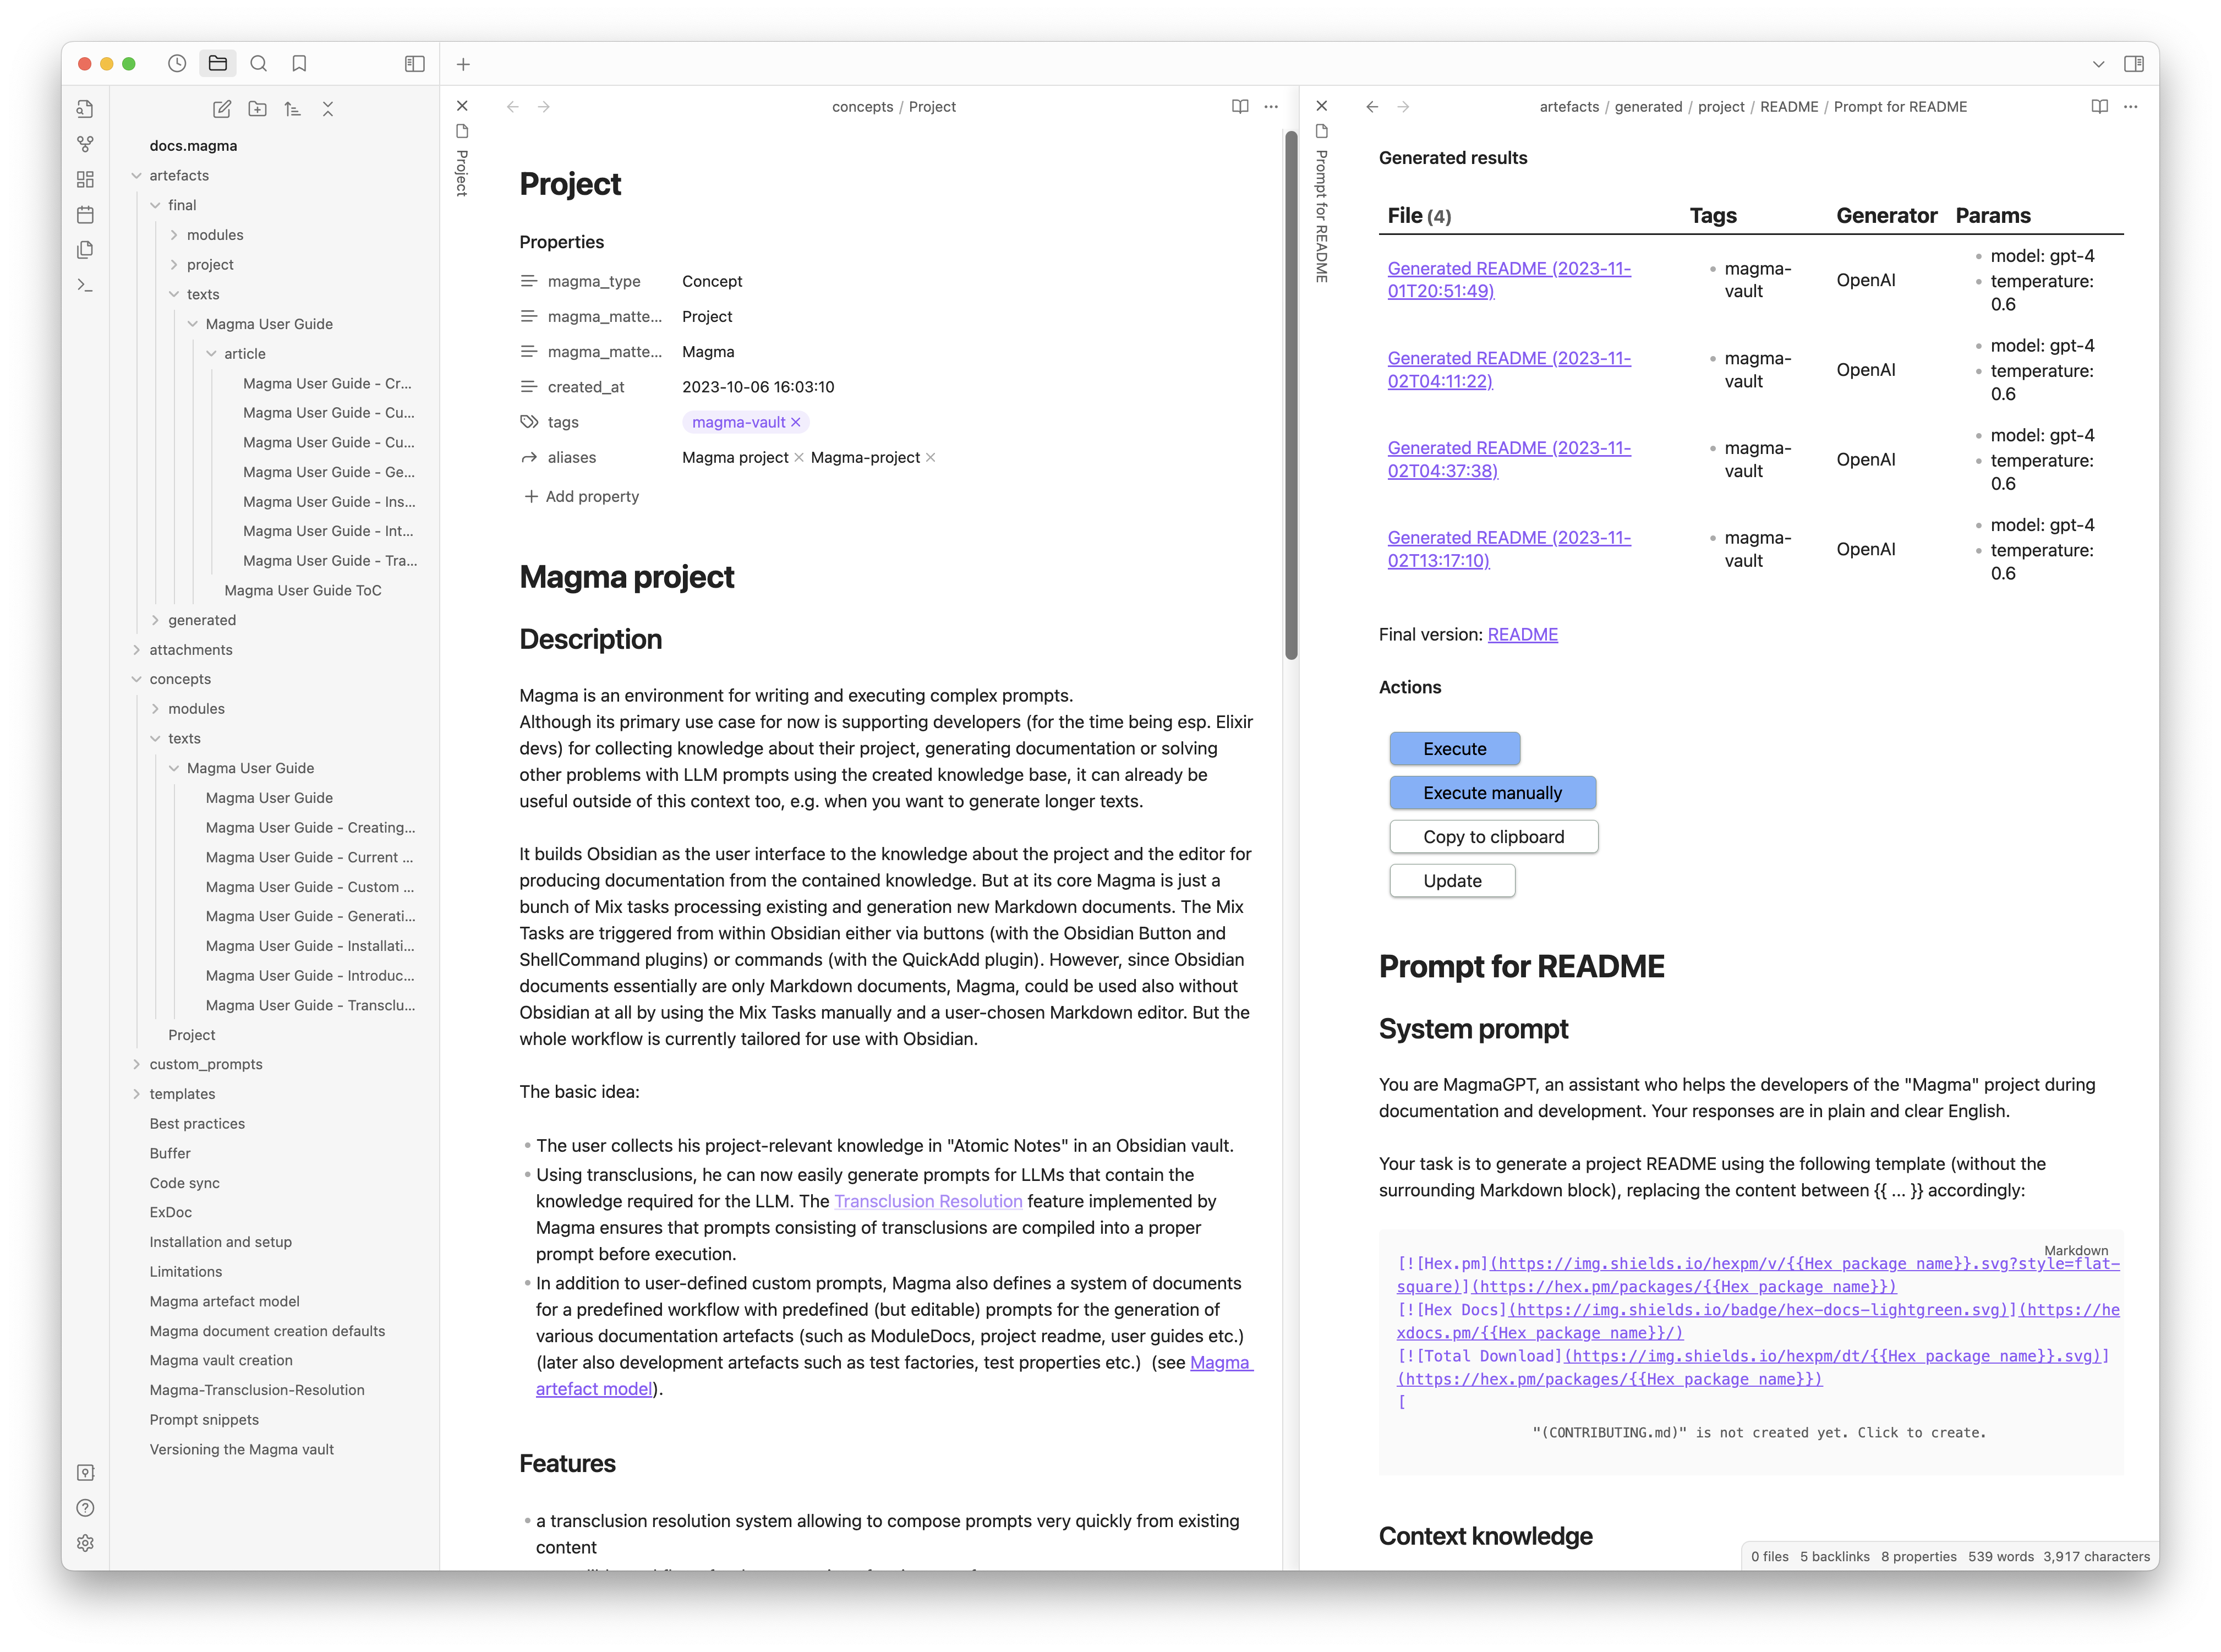 docs.magma
artefacts
final
modules
project
texts
Magma User Guide
article
Magma User Guide - Cr...
Magma User Guide - Cu...
Magma User Guide - Cu...
Magma User Guide - Ge...
Magma User Guide - Ins...
Magma User Guide - Int...
Magma User Guide - Tra...
Magma User Guide ToC
generated
attachments
concepts
modules
texts
Magma User Guide
Magma User Guide
Magma User Guide - Creating...
Magma User Guide - Current ...
Magma User Guide - Custom ...
Magma User Guide - Generati...
Magma User Guide - Installati...
Magma User Guide - Introduc...
Magma User Guide - Transclu...
Project
custom_prompts
templates
Best practices
Buffer
Code sync
ExDoc
Installation and setup
Limitations
Magma artefact model
Magma document creation defaults
Magma vault creation
Magma-Transclusion-Resolution
Prompt snippets
Versioning the Magma vault
Project
concepts / Project
Project
Properties
magma_type Concept
magma_matte... Project
magma_matte... Magma
created_at 2023-10-06 16:03:10
tags magma-vault
aliases Magma project Magma-project
Add property
Magma project
Description
Magma is an environment for writing and executing complex prompts.
Although its primary use case for now is supporting developers (for the time being esp. Elixir
devs) for collecting knowledge about their project, generating documentation or solving
other problems with LLM prompts using the created knowledge base, it can already be
useful outside of this context too, e.g. when you want to generate longer texts.
It builds Obsidian as the user interface to the knowledge about the project and the editor for
producing documentation from the contained knowledge. But at its core Magma is just a
bunch of Mix tasks processing existing and generation new Markdown documents. The Mix
Tasks are triggered from within Obsidian either via buttons (with the Obsidian Button and
ShellCommand plugins) or commands (with the QuickAdd plugin). However, since Obsidian
documents essentially are only Markdown documents, Magma, could be used also without
Obsidian at all by using the Mix Tasks manually and a user-chosen Markdown editor. But the
whole workflow is currently tailored for use with Obsidian.
The basic idea:
The user collects his project-relevant knowledge in "Atomic Notes" in an Obsidian vault.
Using transclusions, he can now easily generate prompts for LLMs that contain the
knowledge required for the LLM. The Transclusion Resolution feature implemented by
Magma ensures that prompts consisting of transclusions are compiled into a proper
prompt before execution.
In addition to user-defined custom prompts, Magma also defines a system of documents
for a predefined workflow with predefined (but editable) prompts for the generation of
various documentation artefacts (such as ModuleDocs, project readme, user guides etc.)
(later also development artefacts such as test factories, test properties etc.) (see Magma
artefact model).
Features
a transclusion resolution system allowing to compose prompts very quickly from existing
content
Prompt for README
artefacts / generated / project / README / Prompt for README
Generated results
File (4) Tags Generator Params
Generated README (2023-11-
01T20:51:49)
magma-
vault
OpenAI
model: gpt-4
temperature:
0.6
Generated README (2023-11-
02T04:11:22)
magma-
vault
OpenAI
model: gpt-4
temperature:
0.6
Generated README (2023-11-
02T04:37:38)
magma-
vault
OpenAI
model: gpt-4
temperature:
0.6
Generated README (2023-11-
02T13:17:10)
magma-
vault
OpenAI
model: gpt-4
temperature:
0.6
Final version: README
Actions
Execute
Execute manually
Copy to clipboard
Update
Prompt for README
System prompt
You are MagmaGPT, an assistant who helps the developers of the "Magma" project during
documentation and development. Your responses are in plain and clear English.
Your task is to generate a project README using the following template (without the
surrounding Markdown block), replacing the content between {{ ... }} accordingly:
Markdown
[![Hex.pm](https://img.shields.io/hexpm/v/{{Hex package name}}.svg?style=flat-
square)](https://hex.pm/packages/{{Hex package name}})
[![Hex Docs](https://img.shields.io/badge/hex-docs-lightgreen.svg)](https://he
xdocs.pm/{{Hex package name}}/)
[![Total Download](https://img.shields.io/hexpm/dt/{{Hex package name}}.svg)]
(https://hex.pm/packages/{{Hex package name}})
[
"(CONTRIBUTING.md)" is not created yet. Click to create.
Context knowledge
0 files 5 backlinks 8 properties 539 words 3,917 characters